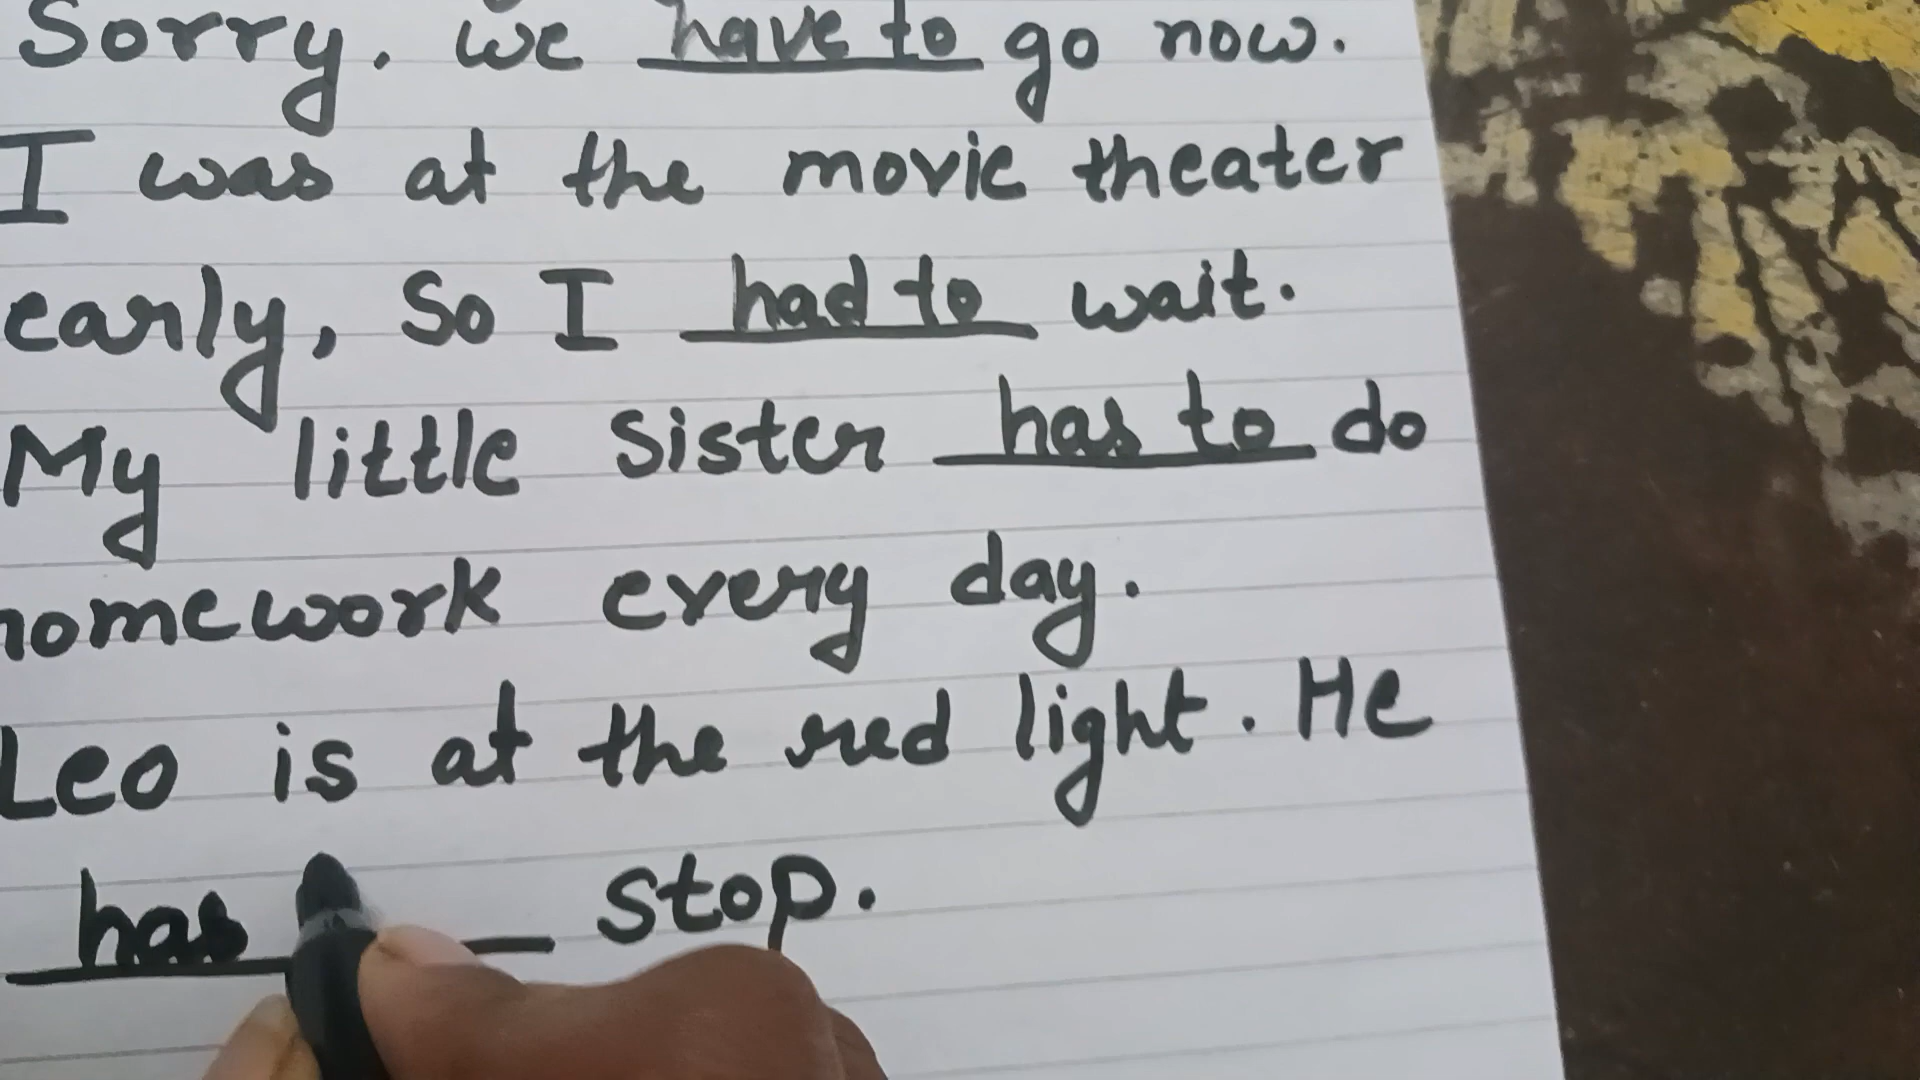 Sorry. We have to go now.
I was at the movie theater
early, So I had to wait.
My little Sister has to do
homework every day.
Leo is at the red light. He
has stop.